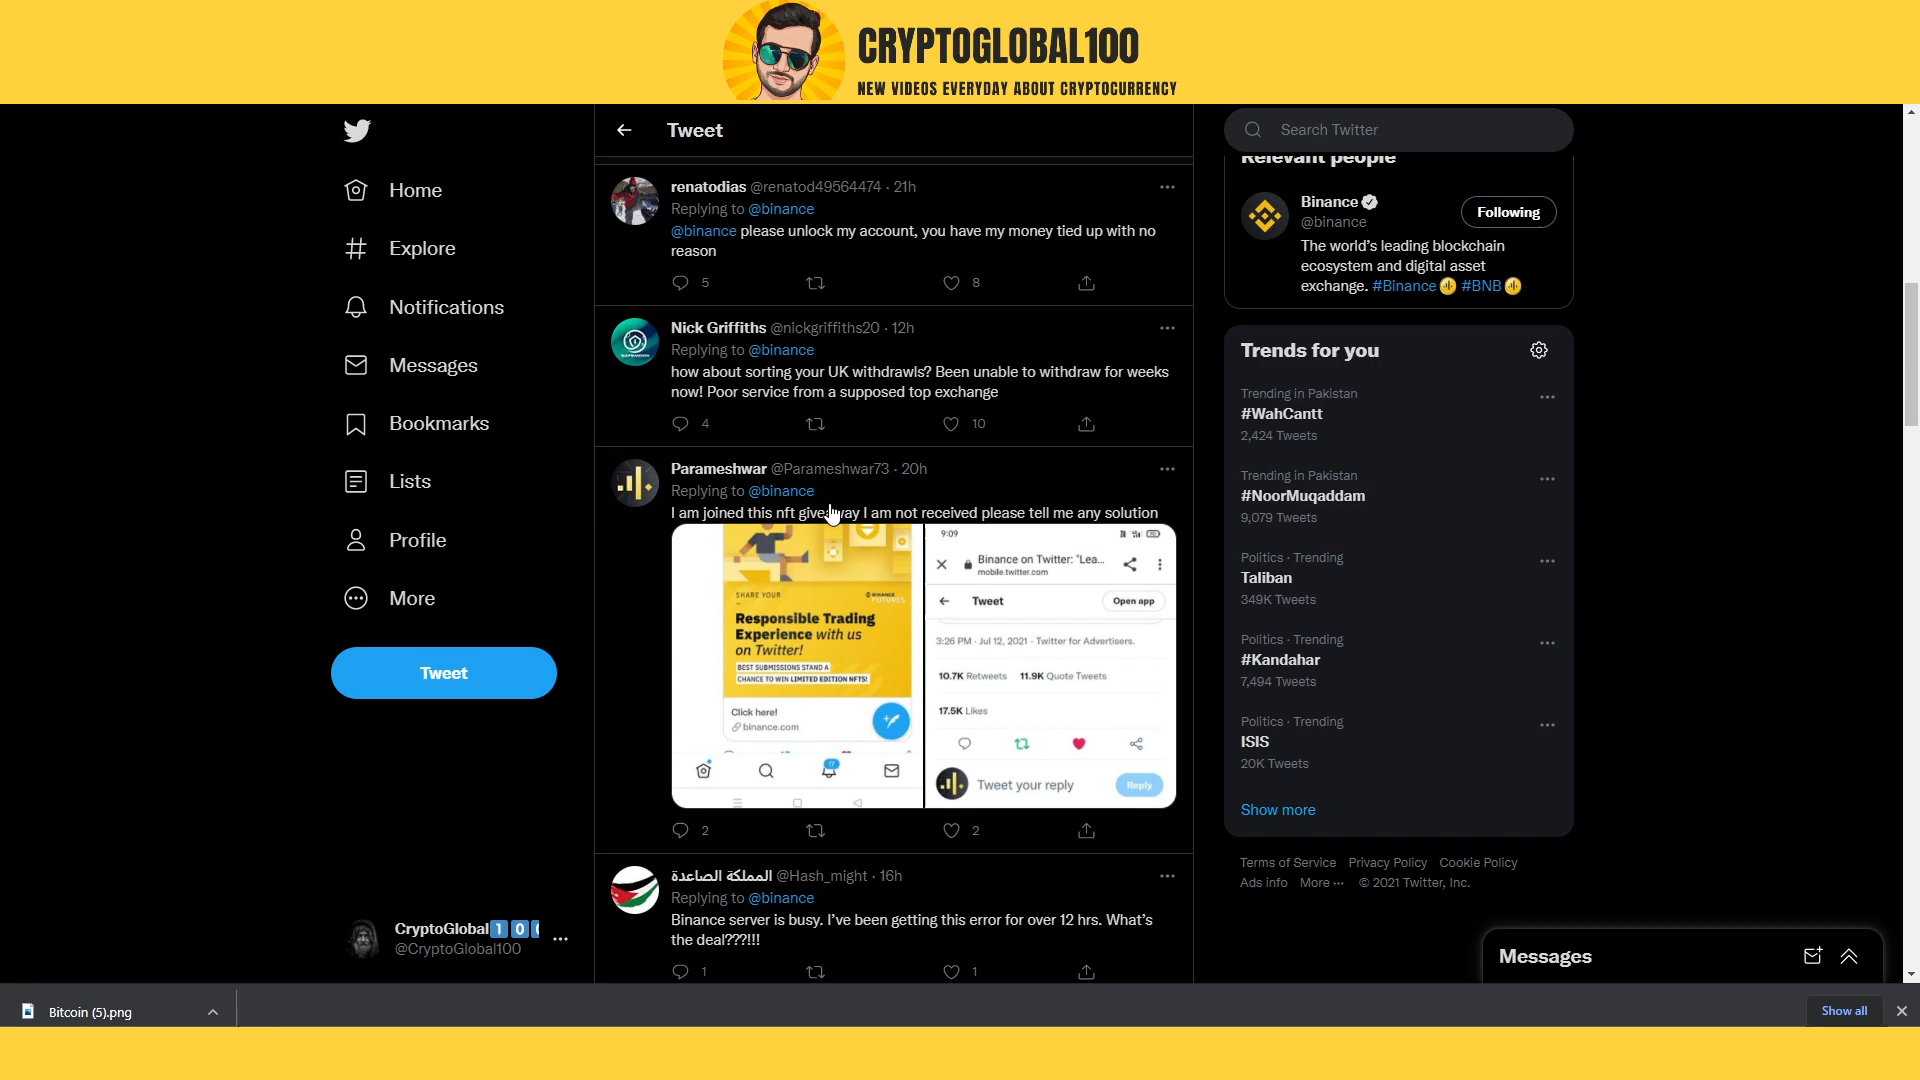 CRYPTOGLOBAL100
NEW VIDEOS EVERYDAY ABOUT CRYPTOCURRENCY
Home
Explore
Notifications
Messages
Bookmarks
Lists
Profile
More
Tweet
CryptoGlobal 1 0
@CryptoGlobal100
Tweet
renatodias @renatod49564474 · 21h
Replying to @binance
@binance please unlock my account, you have my money tied up with no
reason
5
8
Nick Griffiths @nickgriffiths20 · 12h
Replying to @binance
how about sorting your UK withdrawls? Been unable to withdraw for weeks
now! Poor service from a supposed top exchange
4
10
Parameshwar @Parameshwar73 · 20h
Replying to @binance
I am joined this nft giveaway I am not received please tell me any solution
SHARE YOUR
BINANCE
FUTURES
Responsible Trading
Experience with us
on Twitter!
BEST SUBMISSIONS STAND A
CHANCE TO WIN LIMITED EDITION NFTS!
Click here!
binance.com
17
9:09
Binance on Twitter: "Lea...
mobile.twitter.com
Tweet
Open app
3:26 PM · Jul 12, 2021 · Twitter for Advertisers.
10.7K Retweets 11.9K Quote Tweets
17.5K Likes
Tweet your reply
Reply
2
2
المملكة الصاعدة @Hash_might · 16h
Replying to @binance
Binance server is busy. I've been getting this error for over 12 hrs. What's
the deal???!!!
1
1
Search Twitter
Relevant people
Binance
@binance
Following
The world's leading blockchain
ecosystem and digital asset
exchange. #Binance #BNB
Trends for you
Trending in Pakistan
#WahCantt
2,424 Tweets
Trending in Pakistan
#NoorMuqaddam
9,079 Tweets
Politics · Trending
Taliban
349K Tweets
Politics · Trending
#Kandahar
7,494 Tweets
Politics · Trending
ISIS
20K Tweets
Show more
Terms of Service Privacy Policy Cookie Policy
Ads info More ··· © 2021 Twitter, Inc.
Messages
Bitcoin (5).png
Show all